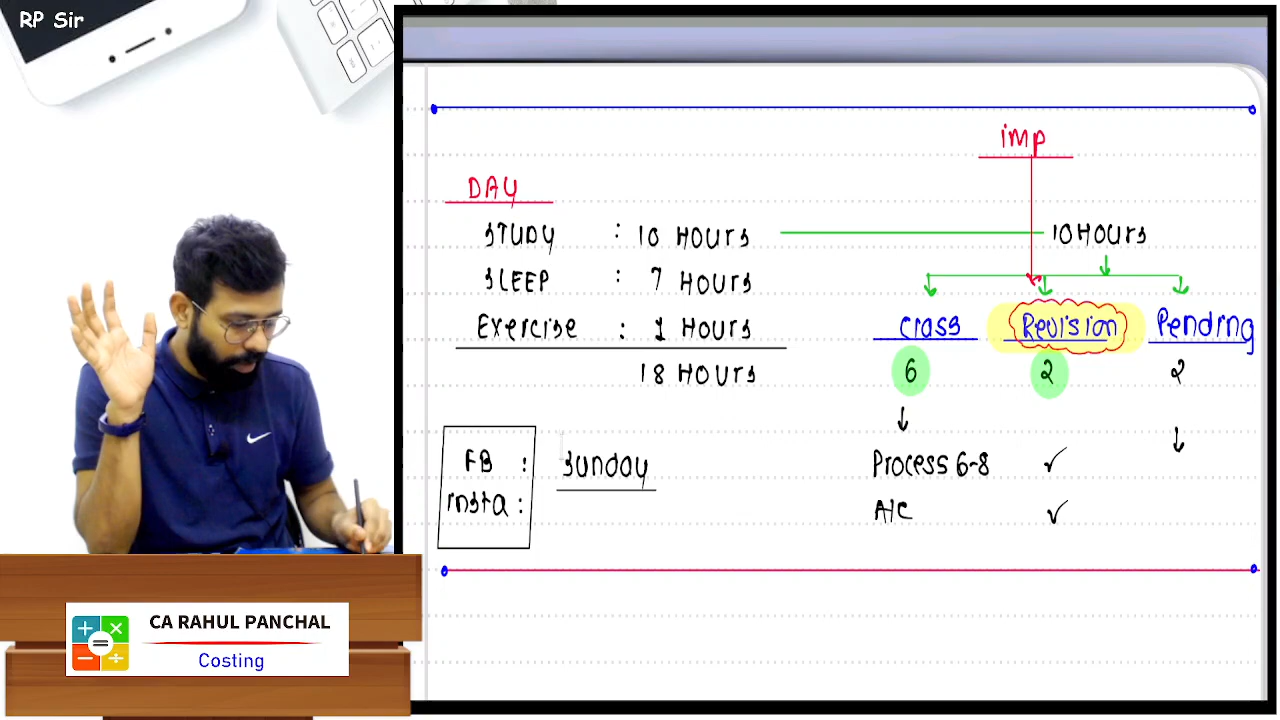 RP Sir
imp
DAY
STUDY : 10 HOURS 10 HOURS
SLEEP : 7 HOURS
Exercise : 1 HOURS
Class Revision Pending
18 HOURS 6 2 2
FB : Sunday
Insta :
Process 6-8 ✓
A/C ✓
CA RAHUL PANCHAL
Costing
+ ×
=
− ÷